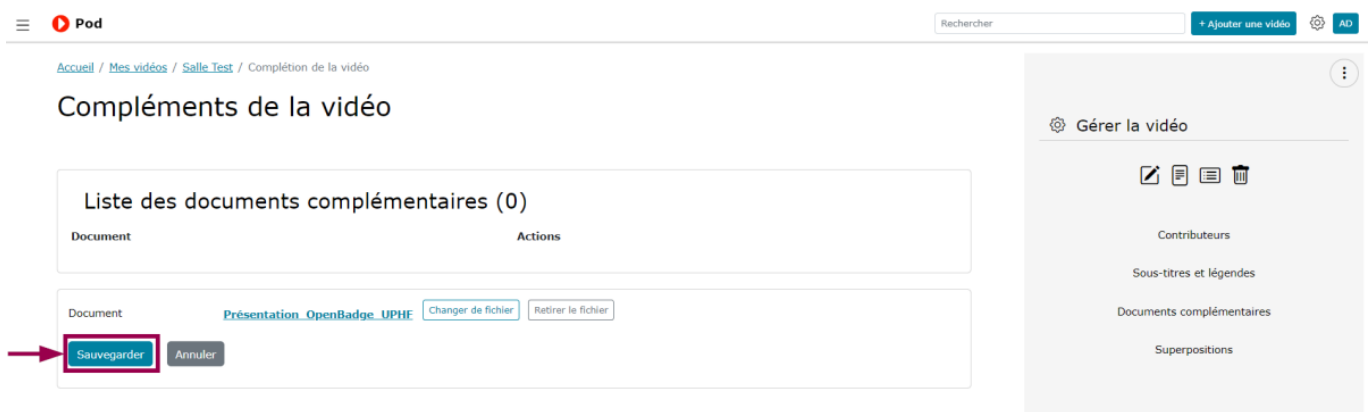 Pod
Rechercher
+ Ajouter une vidéo
AD
Accueil / Mes vidéos / Salle Test / Complétion de la vidéo
Compléments de la vidéo
Liste des documents complémentaires (0)
Document Actions
Document Présentation_OpenBadge_UPHF Changer de fichier Retirer le fichier
Sauvegarder Annuler
Gérer la vidéo
Contributeurs
Sous-titres et légendes
Documents complémentaires
Superpositions